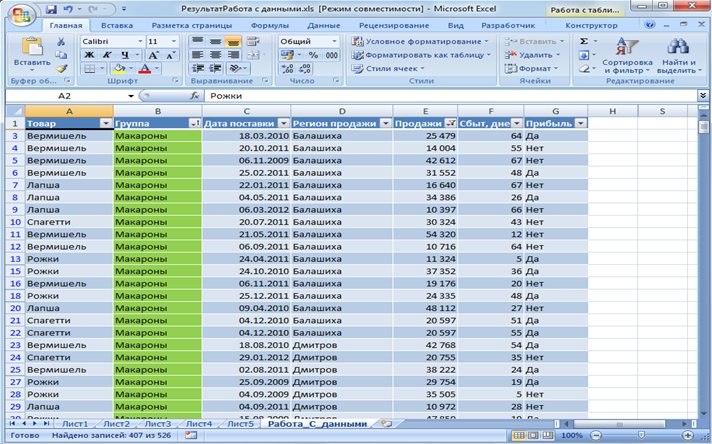 РезультатРабота с данными.xls [Режим совместимости] - Microsoft Excel
Работа с табли...
Главная Вставка Разметка страницы Формулы Данные Рецензирование Вид Разработчик Конструктор
Вставить
Calibri 11
Ж К Ч
Общий
% 000
Условное форматирование
Форматировать как таблицу
Стили ячеек
Вставить
Удалить
Формат
Σ
Сортировка и фильтр
Найти и выделить
Буфер об... Шрифт Выравнивание Число Стили Ячейки Редактирование
A2 fx Рожки
A B C D E F G H I S
1 Товар Группа Дата поставки Регион продажи Продажи Сбыт, дне Прибыль
3 Вермишель Макароны 18.03.2010 Балашиха 25 479 64 Да
4 Вермишель Макароны 20.10.2011 Балашиха 14 004 55 Нет
5 Вермишель Макароны 06.11.2009 Балашиха 42 612 67 Нет
6 Вермишель Макароны 25.02.2011 Балашиха 31 552 48 Да
7 Лапша Макароны 22.01.2011 Балашиха 16 640 67 Нет
8 Лапша Макароны 04.05.2011 Балашиха 34 386 26 Да
9 Лапша Макароны 06.03.2012 Балашиха 10 397 66 Нет
10 Спагетти Макароны 20.07.2011 Балашиха 30 324 43 Нет
11 Вермишель Макароны 21.05.2011 Балашиха 54 320 12 Нет
12 Вермишель Макароны 06.09.2011 Балашиха 10 716 64 Нет
13 Рожки Макароны 24.04.2011 Балашиха 11 324 5 Да
15 Рожки Макароны 24.10.2010 Балашиха 37 352 36 Да
16 Вермишель Макароны 06.11.2011 Балашиха 19 176 20 Нет
18 Рожки Макароны 25.12.2011 Балашиха 24 335 48 Да
20 Лапша Макароны 09.04.2010 Балашиха 48 112 27 Нет
21 Спагетти Макароны 04.12.2010 Балашиха 20 597 51 Да
22 Спагетти Макароны 04.12.2010 Балашиха 20 597 55 Да
23 Вермишель Макароны 18.08.2010 Дмитров 42 768 54 Да
24 Спагетти Макароны 29.01.2012 Дмитров 20 755 35 Нет
25 Вермишель Макароны 02.08.2011 Дмитров 38 222 24 Да
27 Рожки Макароны 25.09.2009 Дмитров 29 754 19 Да
28 Рожки Макароны 04.09.2009 Дмитров 35 505 5 Нет
29 Лапша Макароны 04.09.2011 Дмитров 10 972 28 Нет
Лист1 Лист2 Лист3 Лист4 Лист5 Работа_С_данными
Готово Найдено записей: 407 из 526 100%